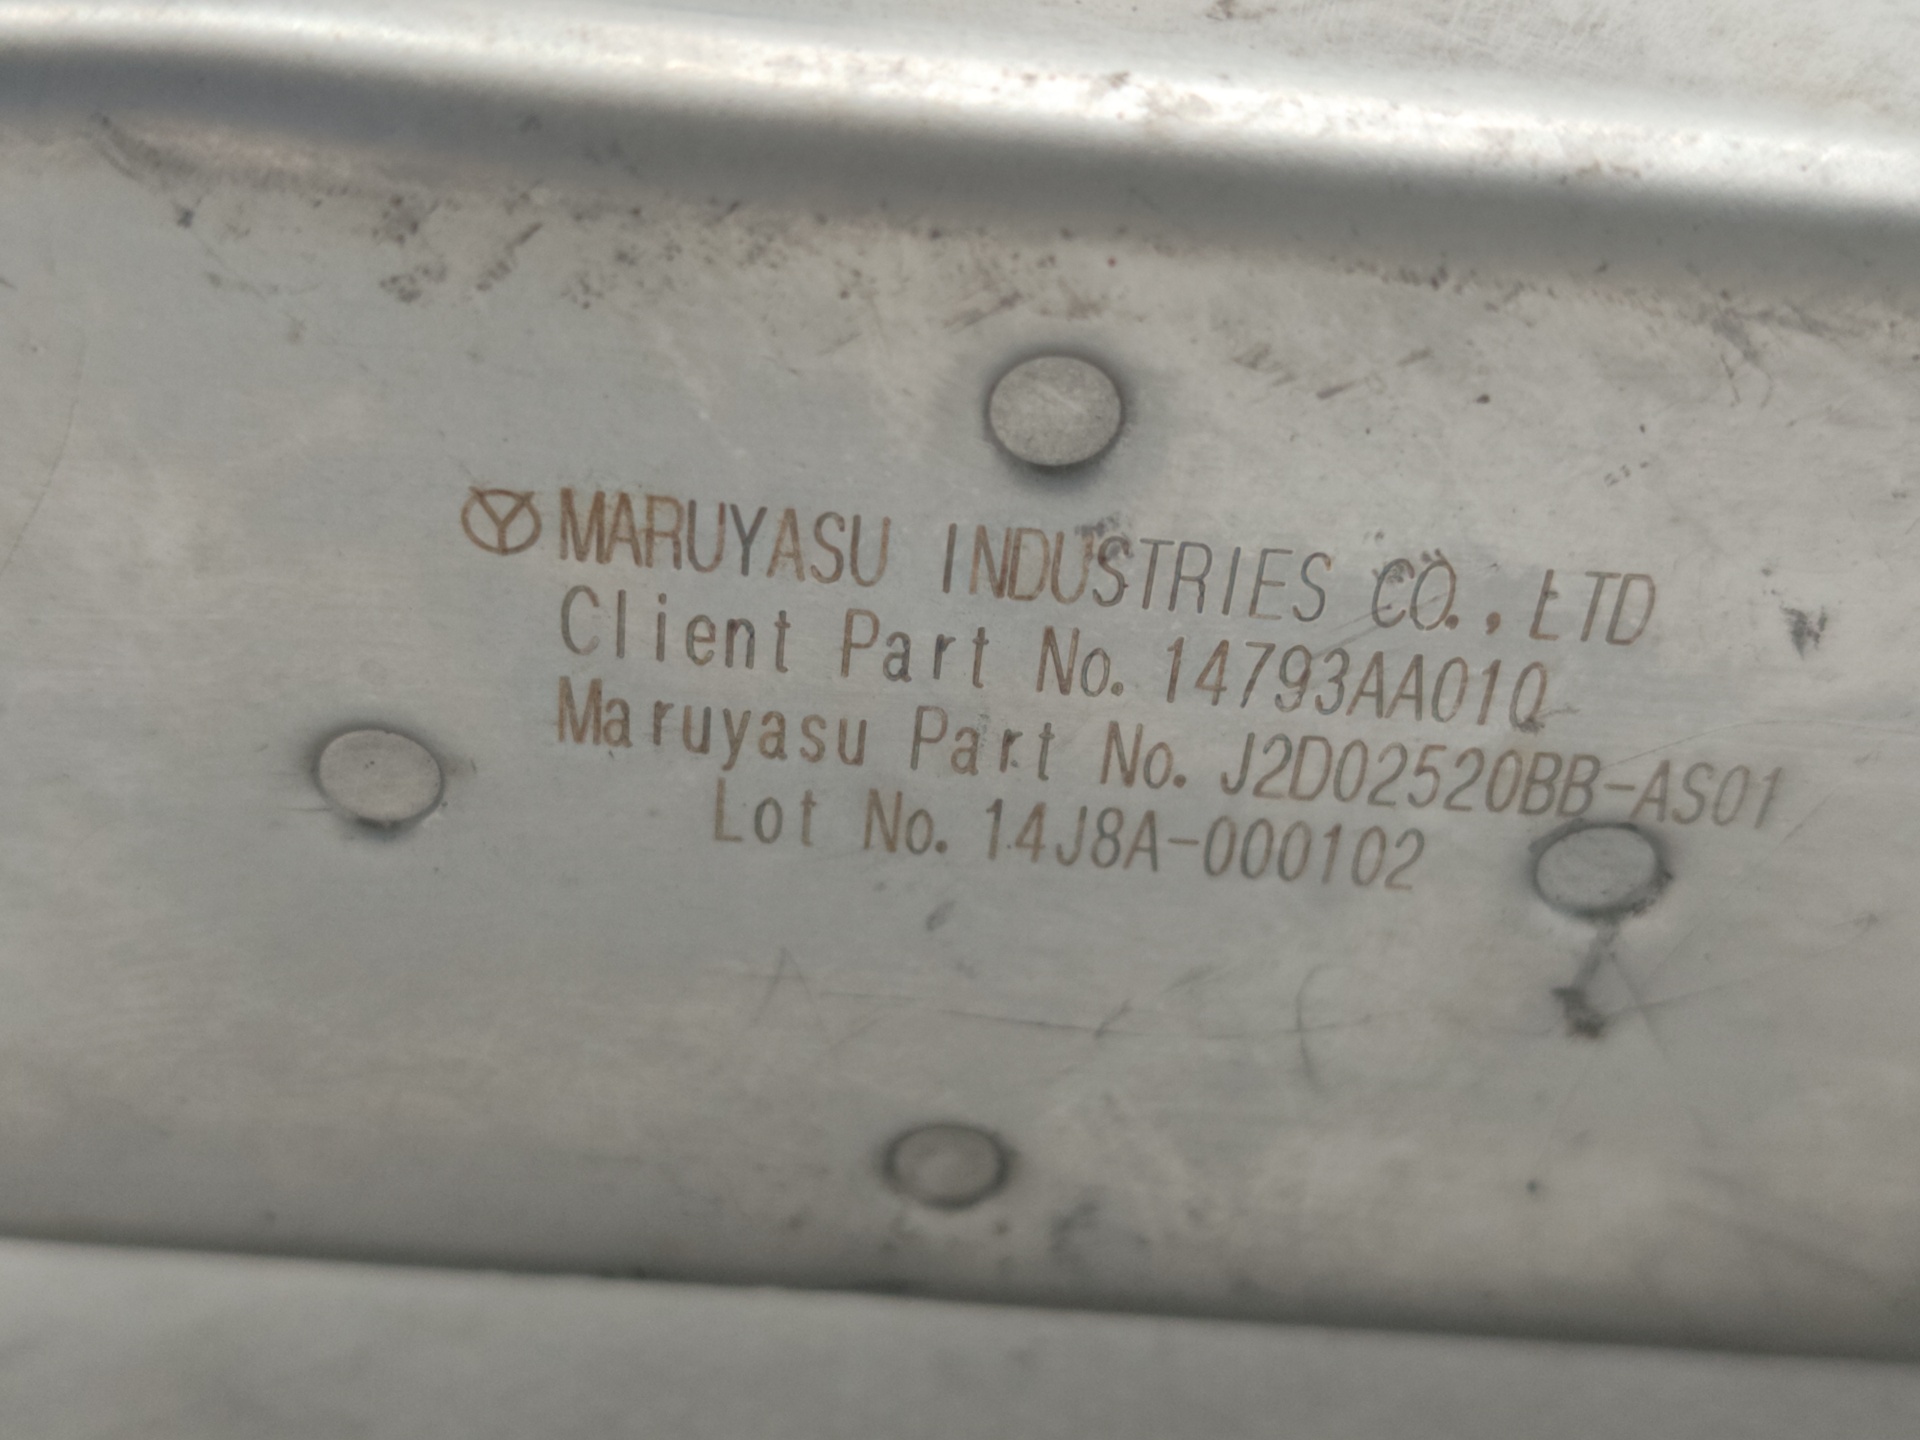 MARUYASU INDUSTRIES CO., LTD
Client Part No. 14793AA010
Maruyasu Part No. J2D02520BB-AS01
Lot No. 14J8A-000102